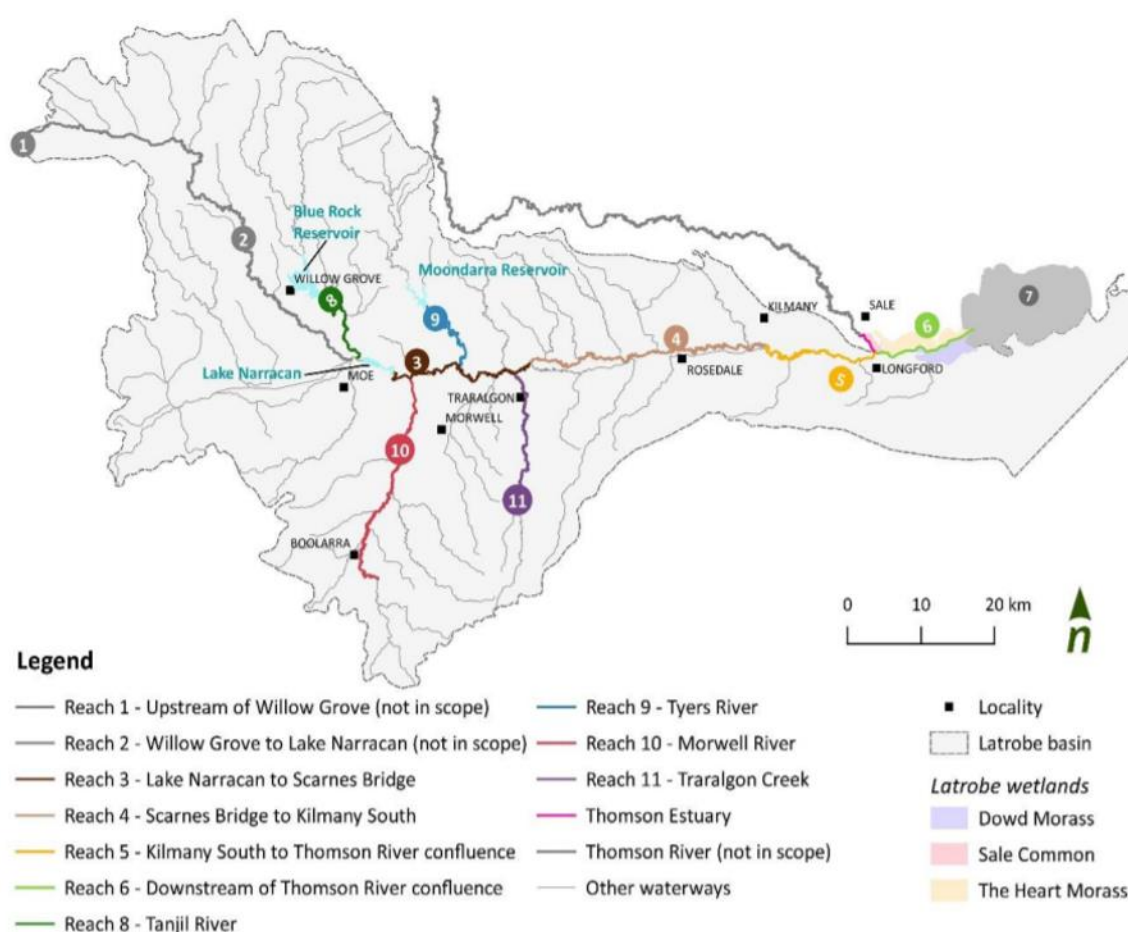 1
2
Blue Rock
Reservoir
WILLOW GROVE
8
Moondarra Reservoir
9
KILMANY
SALE
6
7
Lake Narracan
3
4
MOE
ROSEDALE
5
LONGFORD
TRARALGON
MORWELL
10
11
BOOLARRA
0 10 20 km
n
Legend
Reach 1 - Upstream of Willow Grove (not in scope)
Reach 2 - Willow Grove to Lake Narracan (not in scope)
Reach 3 - Lake Narracan to Scarnes Bridge
Reach 4 - Scarnes Bridge to Kilmany South
Reach 5 - Kilmany South to Thomson River confluence
Reach 6 - Downstream of Thomson River confluence
Reach 8 - Tanjil River
Reach 9 - Tyers River
Reach 10 - Morwell River
Reach 11 - Traralgon Creek
Thomson Estuary
Thomson River (not in scope)
Other waterways
Locality
Latrobe basin
Latrobe wetlands
Dowd Morass
Sale Common
The Heart Morass